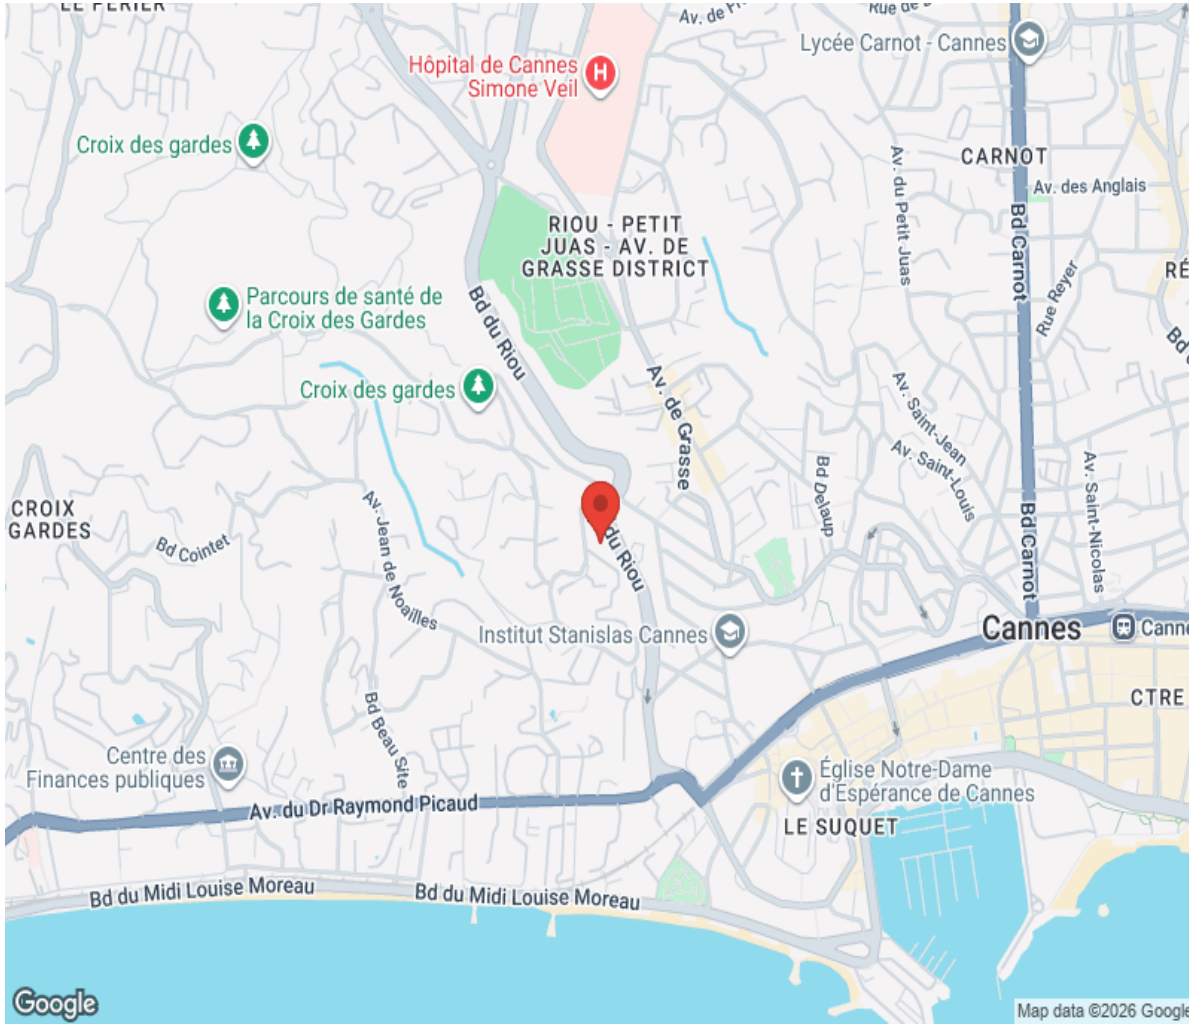 LE PERIER
Av. de
Rue de
Lycée Carnot - Cannes
Hôpital de Cannes
Simone Veil
Croix des gardes
CARNOT
Av. des Anglais
Av. du Petit Juas
Bd Carnot
RIOU - PETIT
JUAS - AV. DE
GRASSE DISTRICT
RÉ
Rue Reyer
Parcours de santé de
la Croix des Gardes
Bd du Riou
Bd
Croix des gardes
Av. de Grasse
Av. Saint-Jean
Av. Saint-Louis
Bd Delaup
Av. Saint-Nicolas
CROIX
GARDES
Bd Cointet
Av. Jean de Noailles
du Riou
Bd Carnot
Institut Stanislas Cannes
Cannes
Canne
CTRE
Bd Beau Site
Centre des
Finances publiques
Église Notre-Dame
d'Espérance de Cannes
Av. du Dr Raymond Picaud
LE SUQUET
Bd du Midi Louise Moreau
Bd du Midi Louise Moreau
Google
Map data ©2026 Google